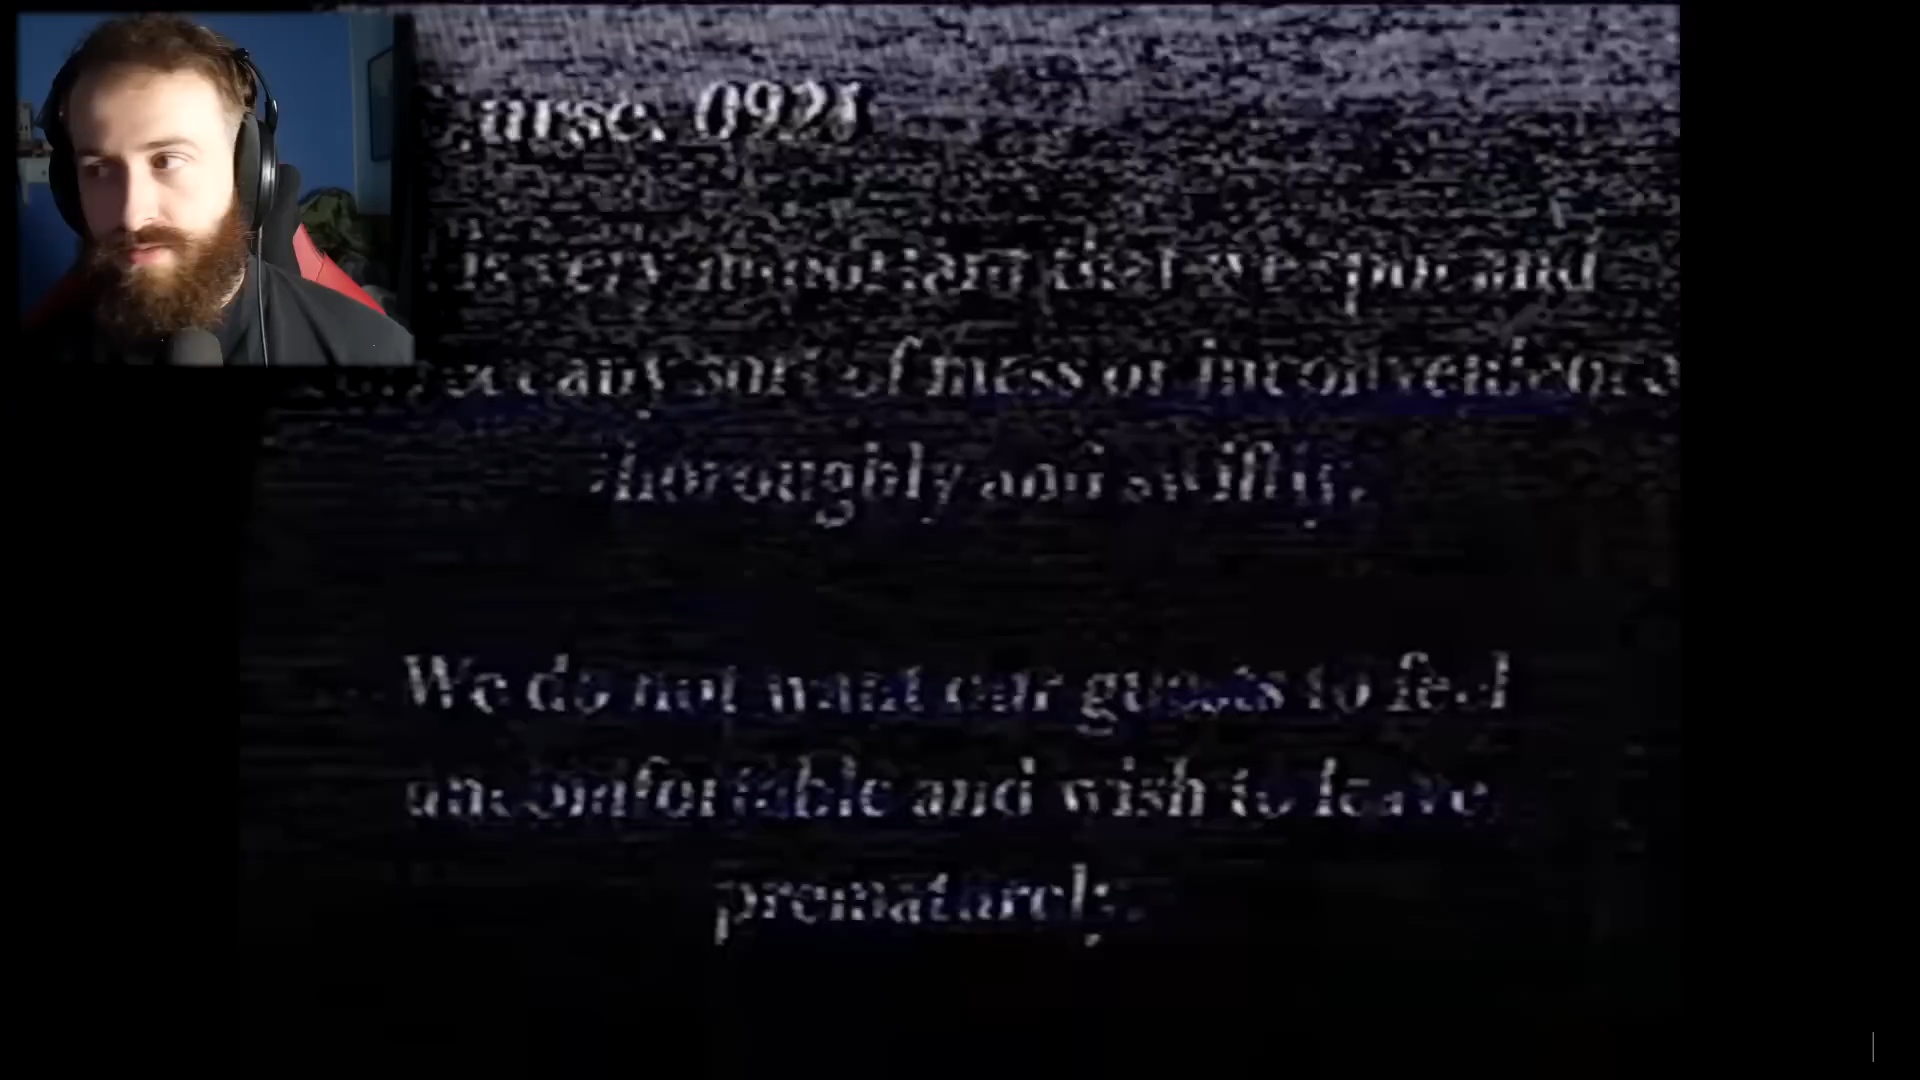 0921
is very important that we spot and
any sort of mess or inconvenience
thoroughly and swiftly.
We do not want our guests to feel
uncomfortable and wish to leave
prematurely.